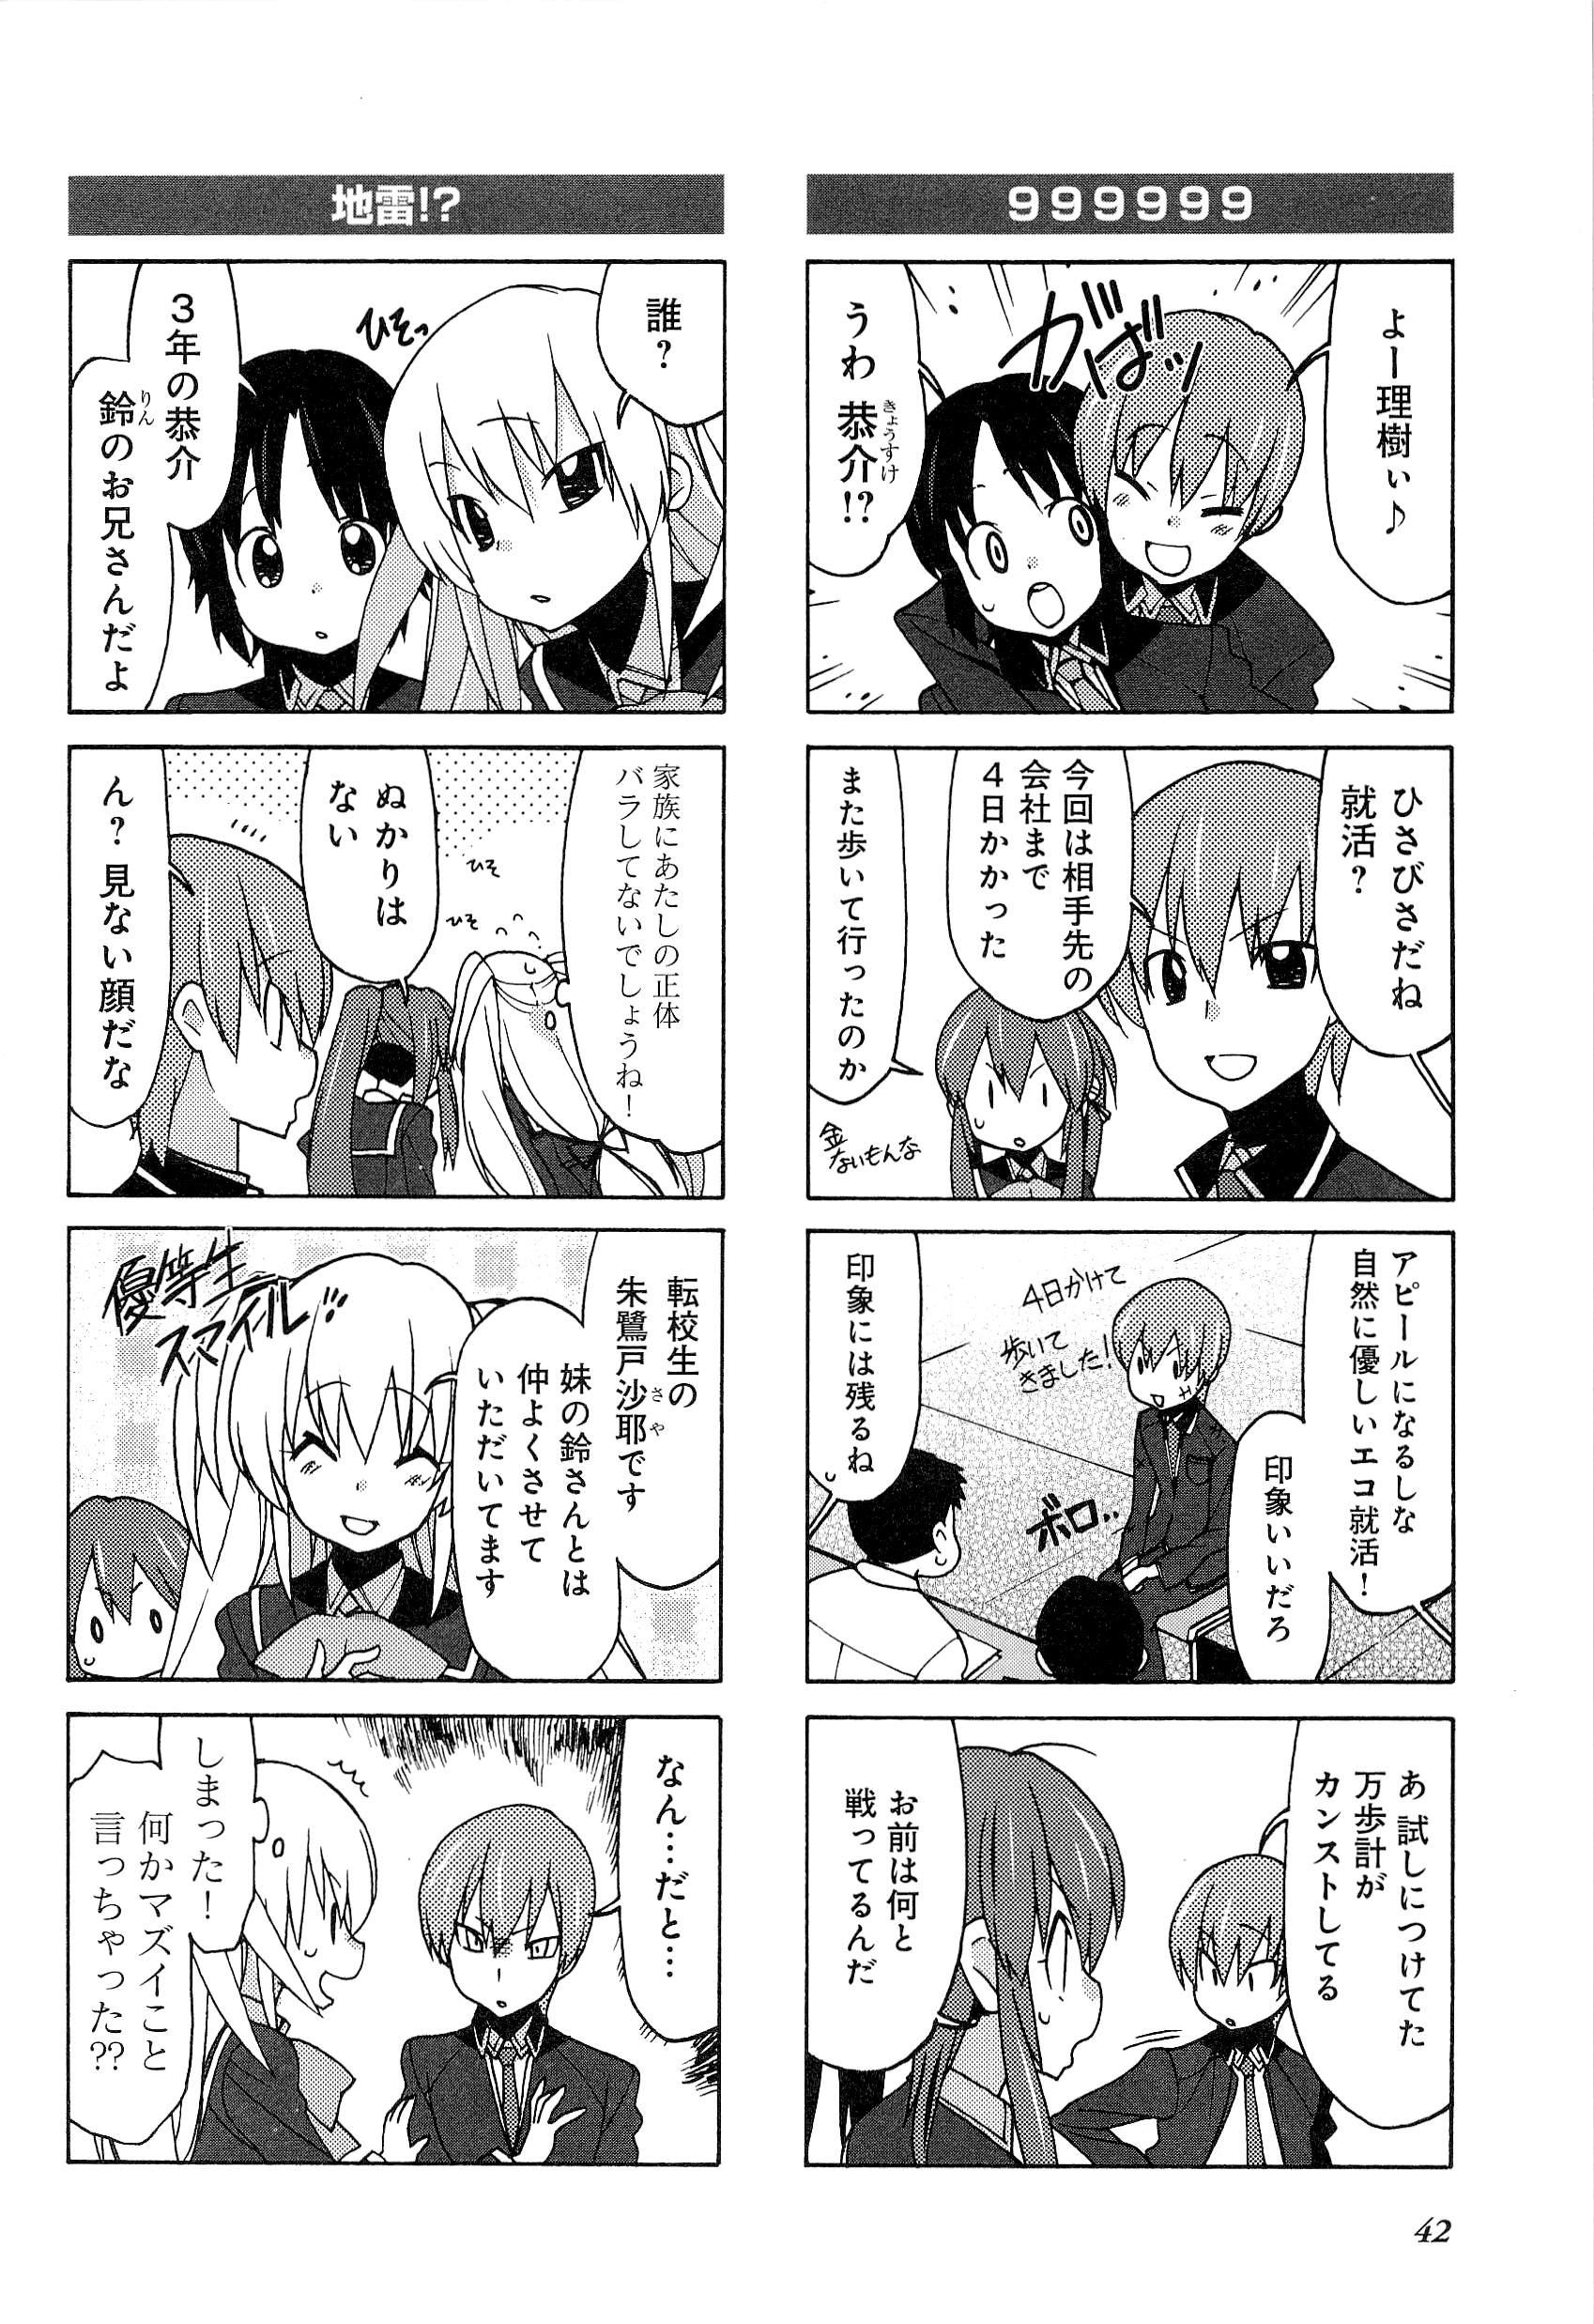 999999
よー理樹ぃ♪
がばッ
うわ 恭介!?
きょうすけ
ひさびさだね
就活?
今回は相手先の
会社まで
4日かかった
また歩いて行ったのか
金
ないもんな
アピールになるしな
自然に優しいエコ就活!
印象いいだろ
4日かけて
歩いて
きました!
ボロ..
印象には残るね
あ 試しにつけてた
万歩計が
カンストしてる
お前は何と
戦ってるんだ
地雷!?
誰?
ひそっ
3年の恭介
鈴のお兄さんだよ
りん
家族にあたしの正体
バラしてないでしょうね!
ひそ
ひそ
ぬかりは
ない
ん? 見ない顔だな
転校生の
朱鷺戸沙耶です
さや
妹の鈴さんとは
仲よくさせて
いただいてます
優等生
スマイル!!
なん…だと…
しまった!
何かマズイこと
言っちゃった??
42